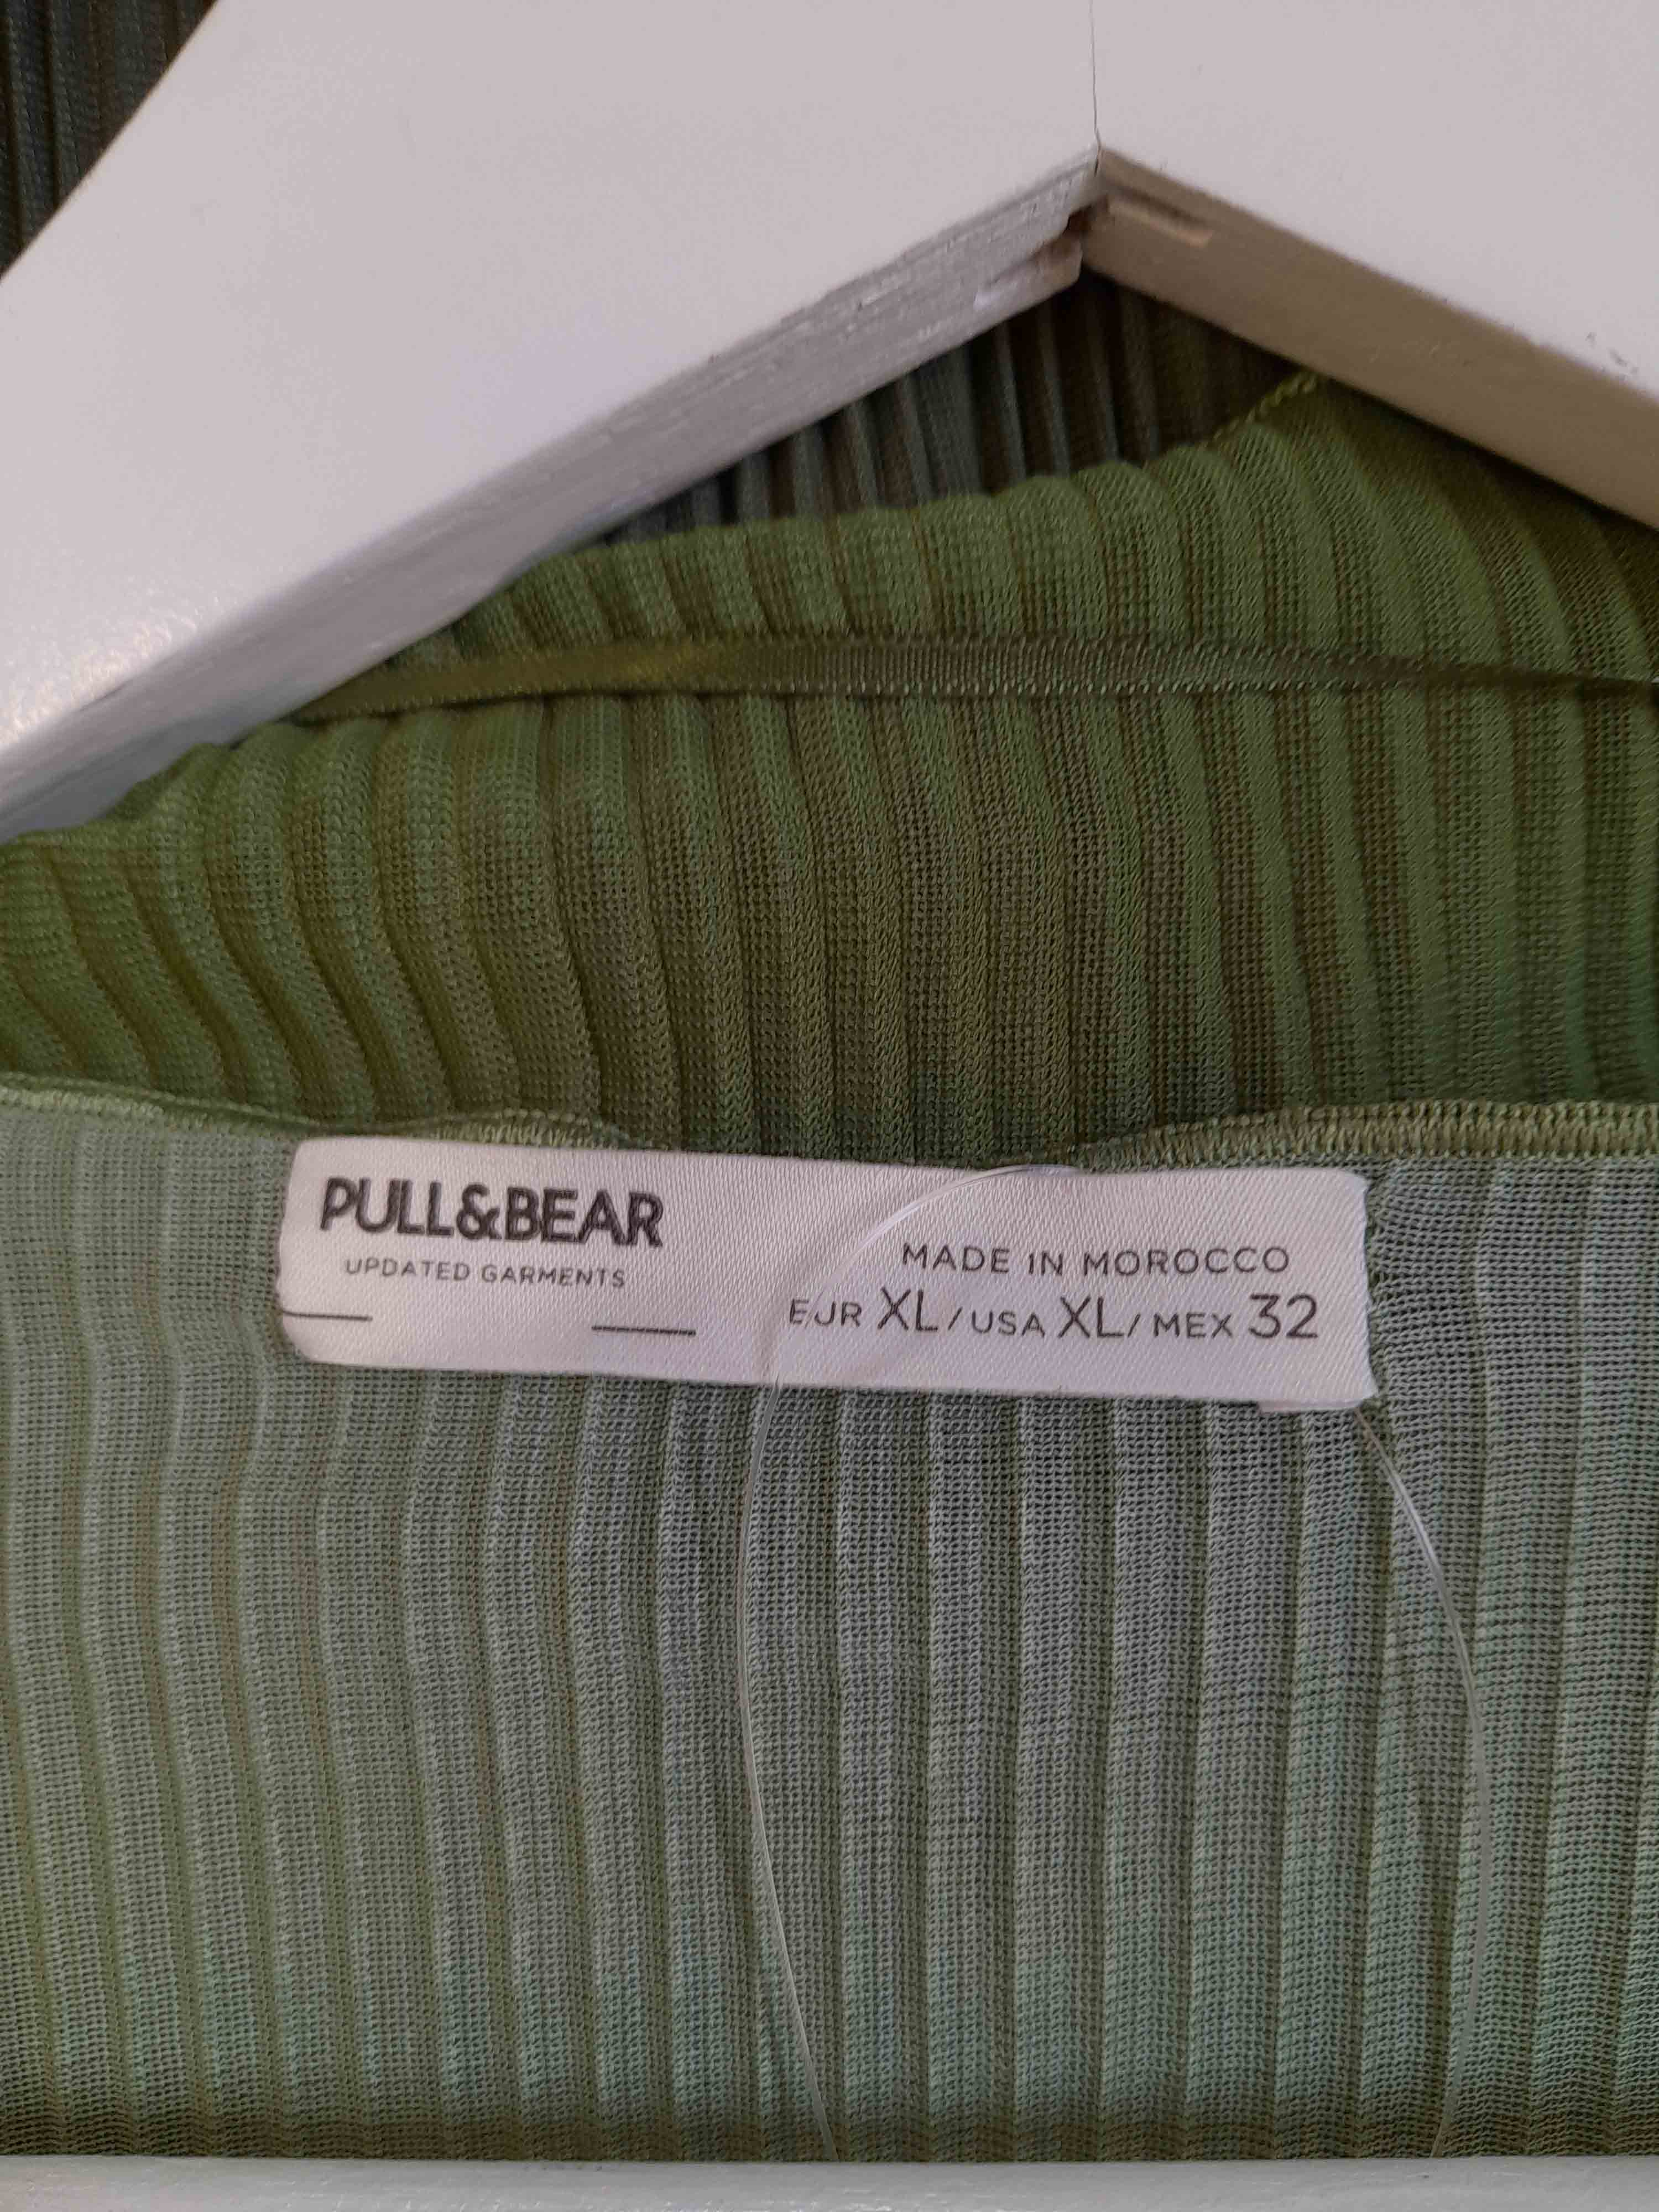 PULL&BEAR
UPDATED GARMENTS
MADE IN MOROCCO
EUR XL/USA XL/MEX 32